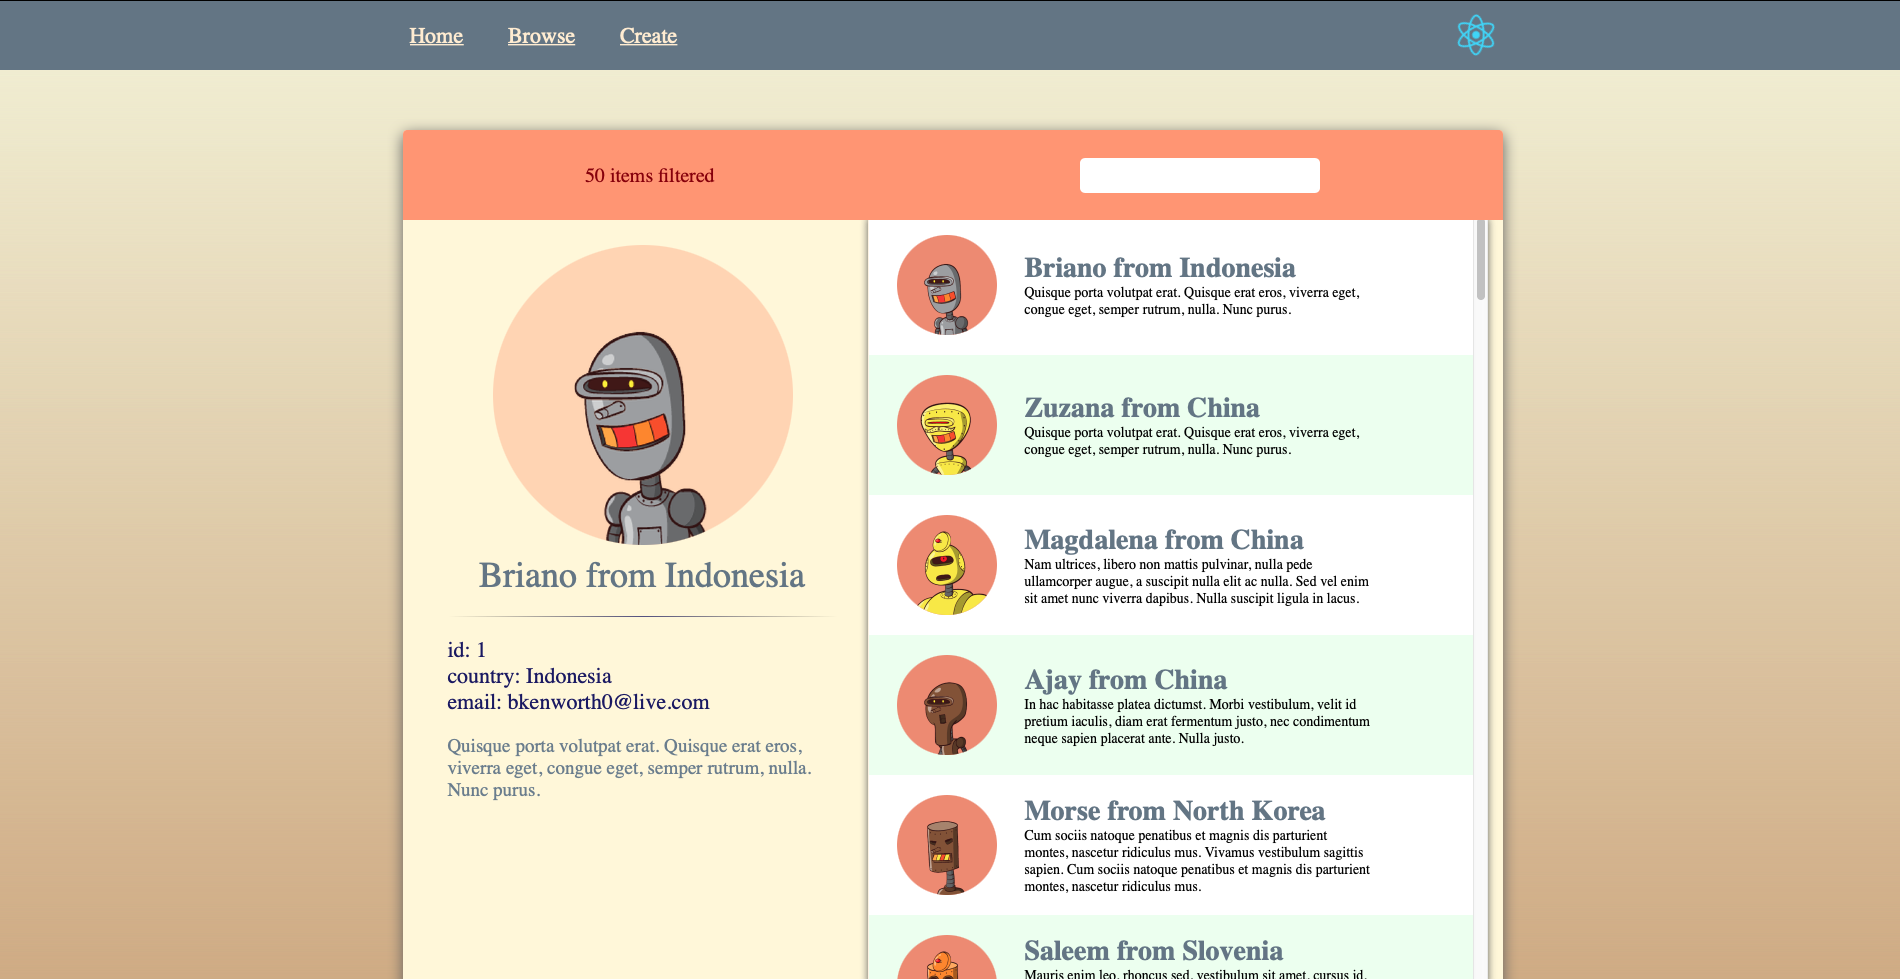 Home Browse Create
50 items filtered
Briano from Indonesia
id: 1
country: Indonesia
email: bkenworth0@live.com
Quisque porta volutpat erat. Quisque erat eros,
viverra eget, congue eget, semper rutrum, nulla.
Nunc purus.
Briano from Indonesia
Quisque porta volutpat erat. Quisque erat eros, viverra eget,
congue eget, semper rutrum, nulla. Nunc purus.
Zuzana from China
Quisque porta volutpat erat. Quisque erat eros, viverra eget,
congue eget, semper rutrum, nulla. Nunc purus.
Magdalena from China
Nam ultrices, libero non mattis pulvinar, nulla pede
ullamcorper augue, a suscipit nulla elit ac nulla. Sed vel enim
sit amet nunc viverra dapibus. Nulla suscipit ligula in lacus.
Ajay from China
In hac habitasse platea dictumst. Morbi vestibulum, velit id
pretium iaculis, diam erat fermentum justo, nec condimentum
neque sapien placerat ante. Nulla justo.
Morse from North Korea
Cum sociis natoque penatibus et magnis dis parturient
montes, nascetur ridiculus mus. Vivamus vestibulum sagittis
sapien. Cum sociis natoque penatibus et magnis dis parturient
montes, nascetur ridiculus mus.
Saleem from Slovenia
Mauris enim leo, rhoncus sed, vestibulum sit amet, cursus id,